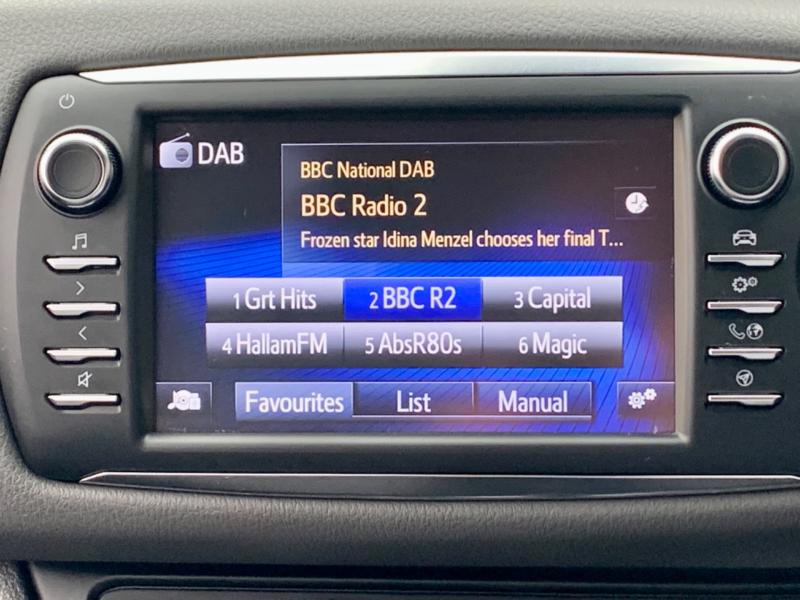 DAB
BBC National DAB
BBC Radio 2
Frozen star Idina Menzel chooses her final T...
1 Grt Hits
2 BBC R2
3 Capital
4 HallamFM
5 AbsR80s
6 Magic
Favourites
List
Manual